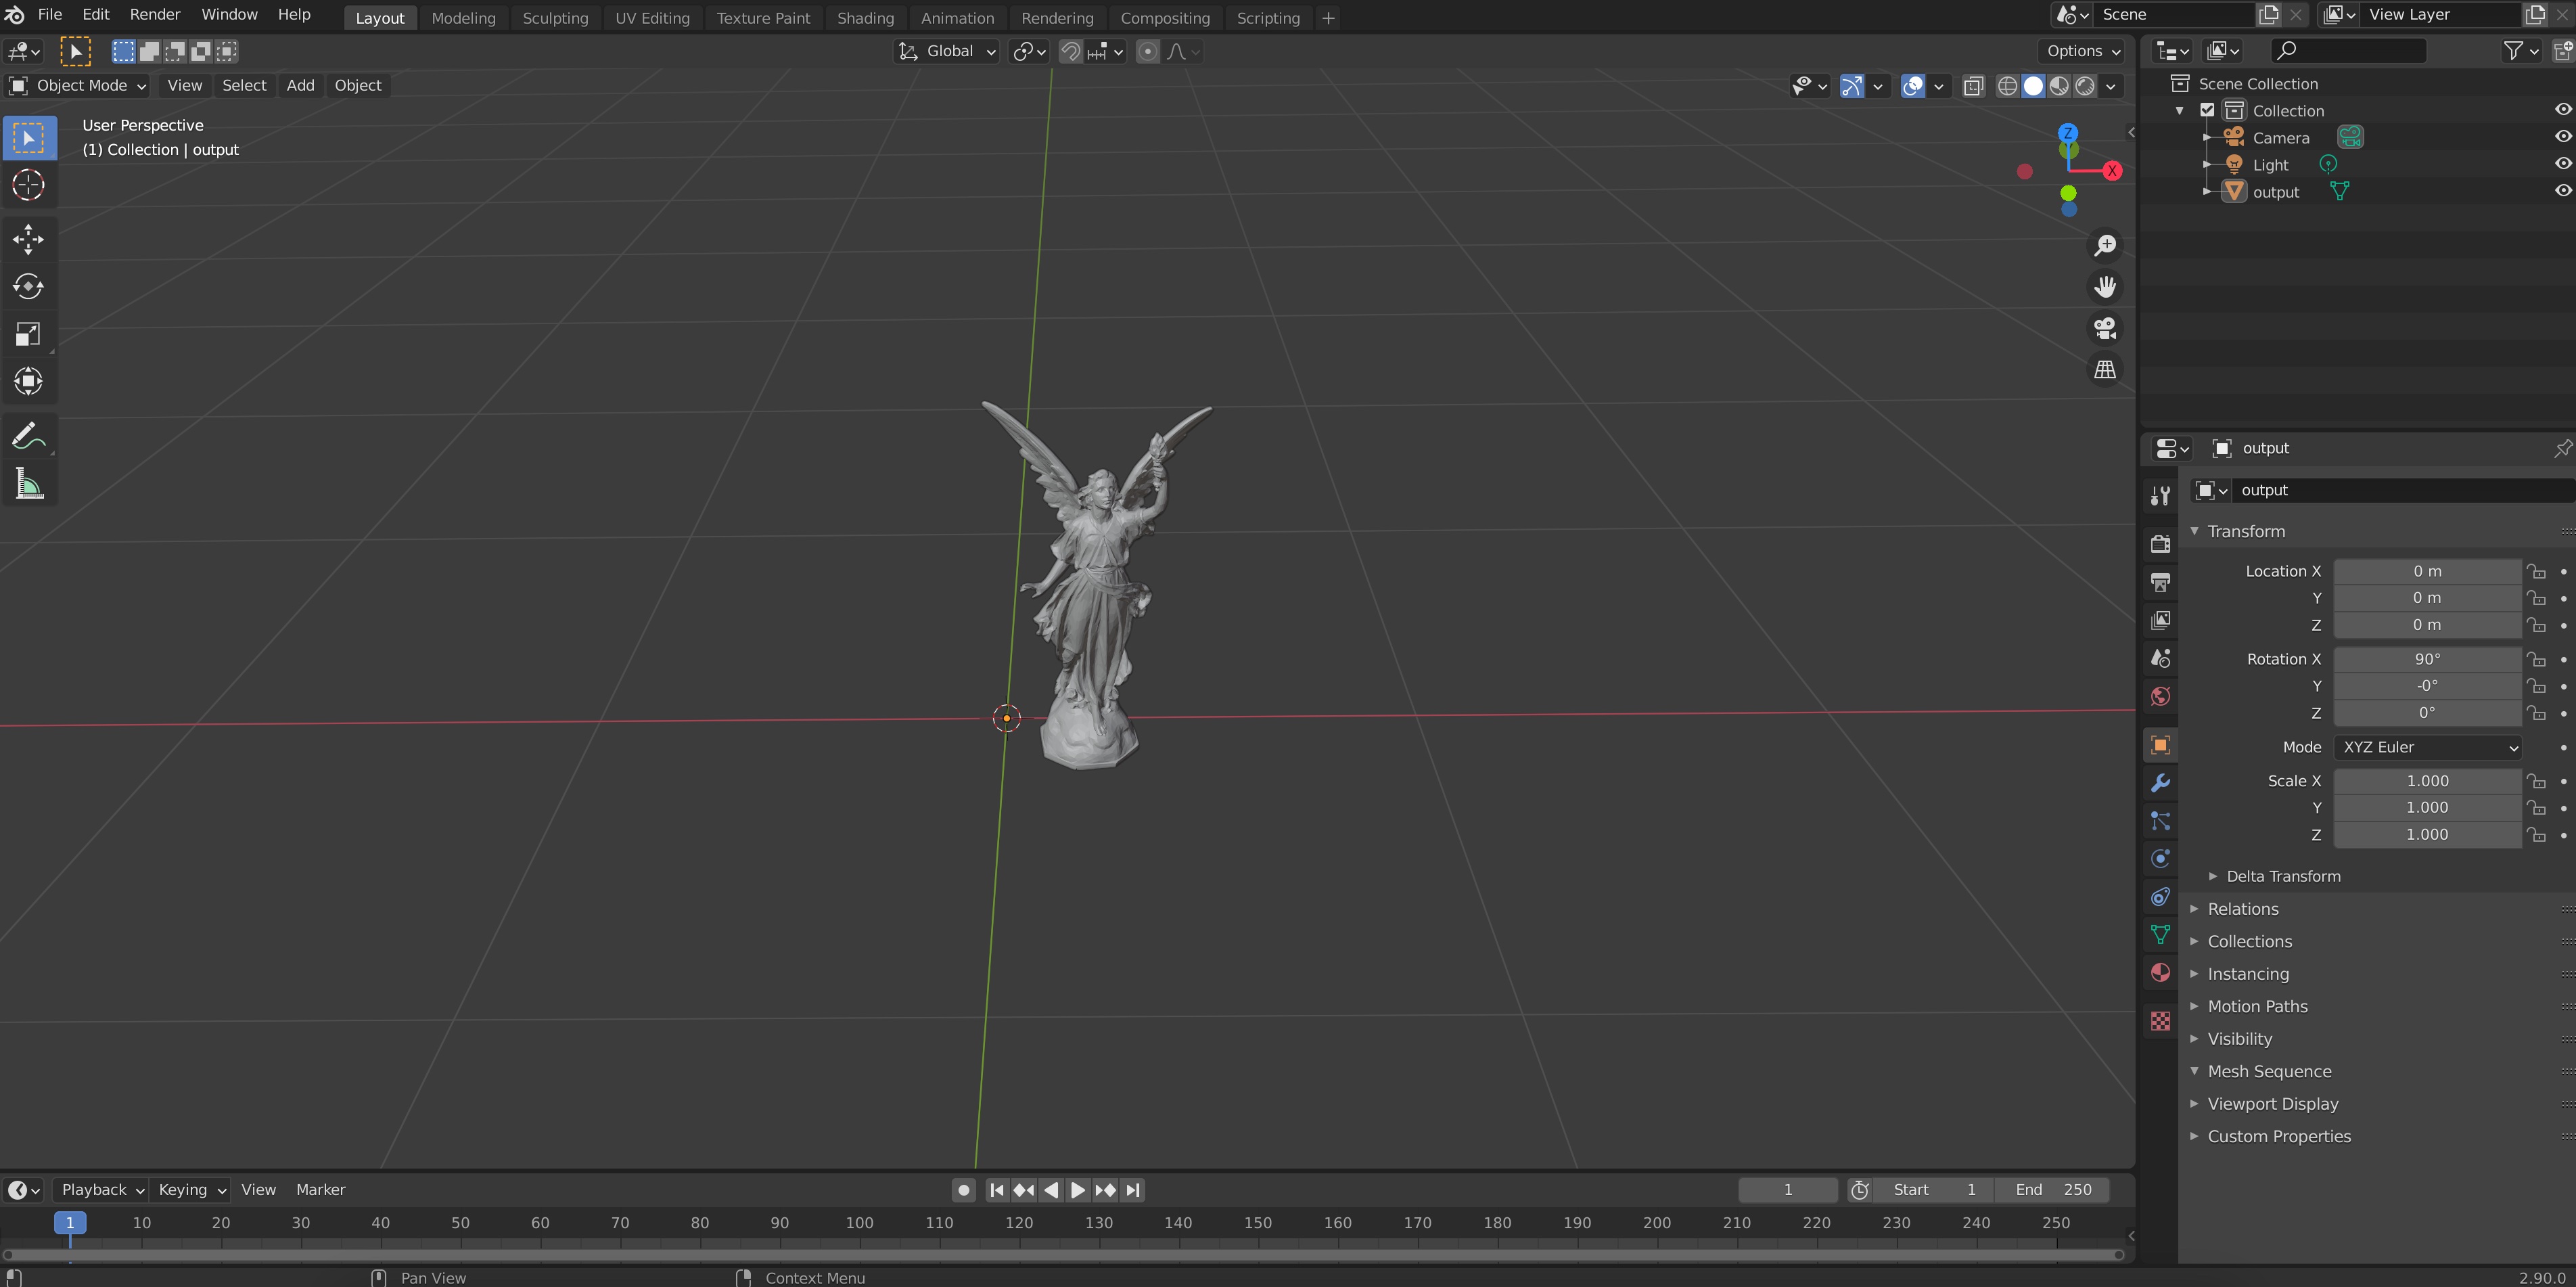 File Edit Render Window Help Layout Modeling Sculpting UV Editing Texture Paint Shading Animation Rendering Compositing Scripting + Scene View Layer
Global Options
Object Mode View Select Add Object
User Perspective
(1) Collection | output
Z
X
Scene Collection
Collection
Camera
Light
output
output
output
Transform
Location X 0 m
Y 0 m
Z 0 m
Rotation X 90°
Y -0°
Z 0°
Mode XYZ Euler
Scale X 1.000
Y 1.000
Z 1.000
Delta Transform
Relations
Collections
Instancing
Motion Paths
Visibility
Mesh Sequence
Viewport Display
Custom Properties
Playback Keying View Marker 1 Start 1 End 250
1 10 20 30 40 50 60 70 80 90 100 110 120 130 140 150 160 170 180 190 200 210 220 230 240 250
Pan View Context Menu 2.90.0